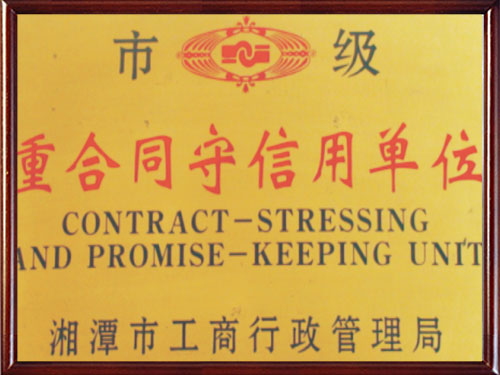 市 级
重合同守信用单位
CONTRACT-STRESSING
AND PROMISE-KEEPING UNIT
湘潭市工商行政管理局